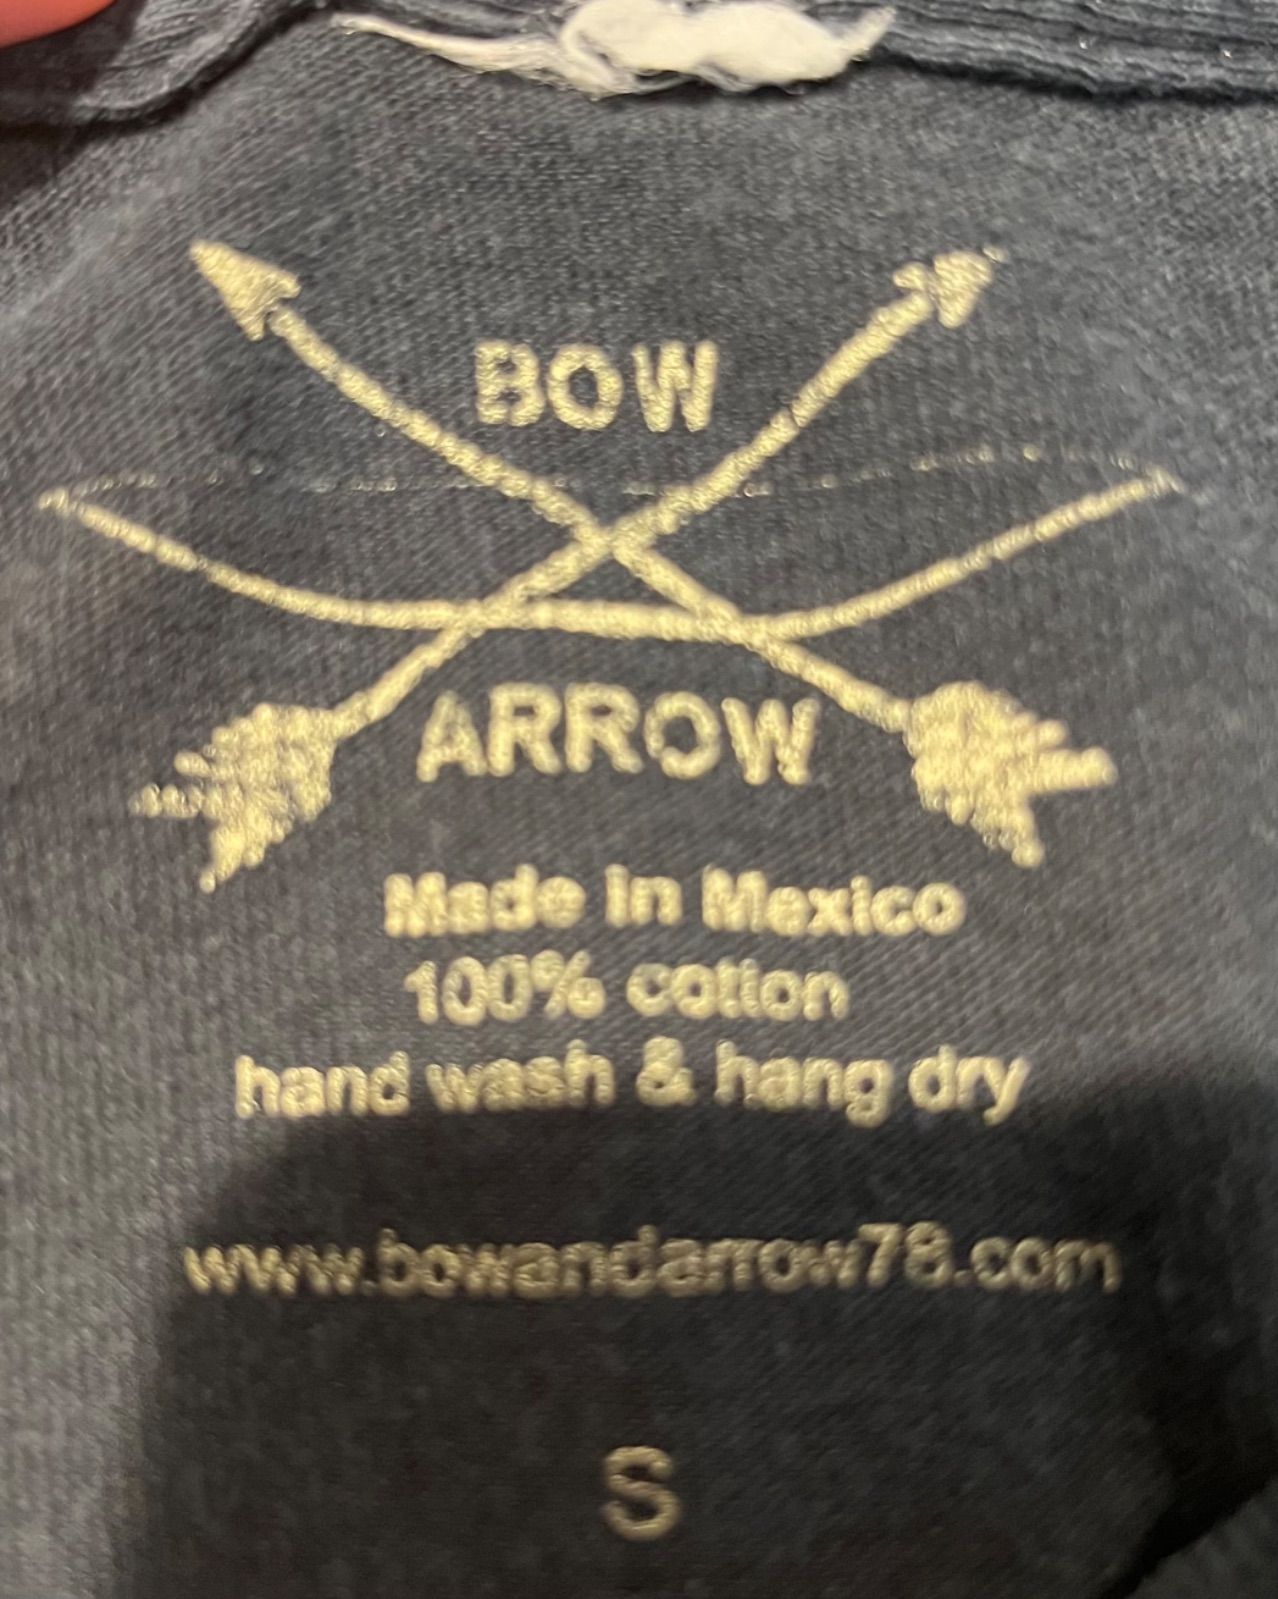 BOW
ARROW
Made in Mexico
100% cotton
hand wash & hang dry
www.bowandarrow78.com
S